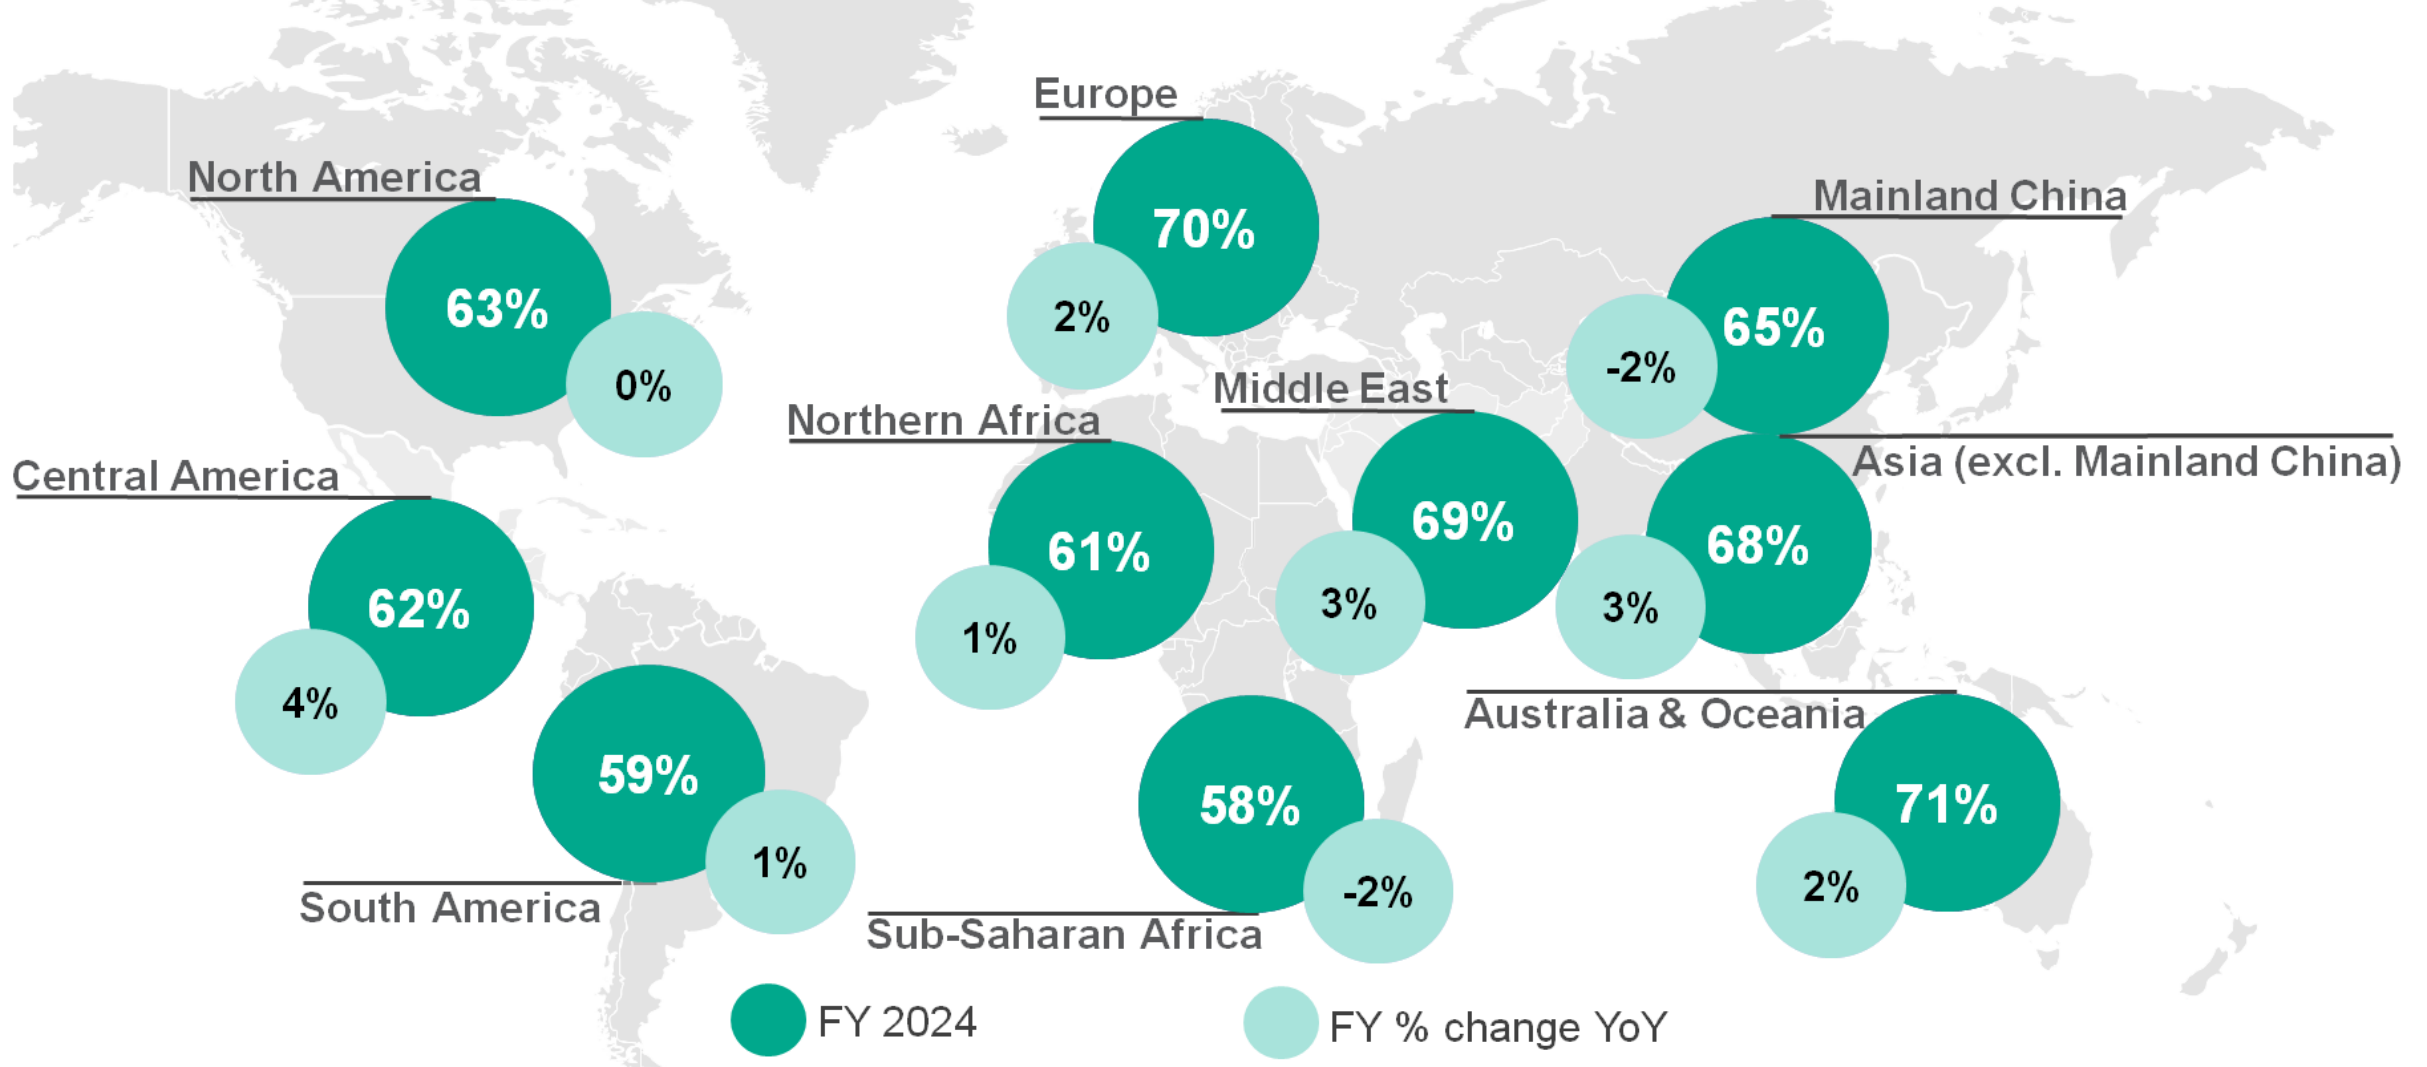 Europe
70%
2%
North America
63%
0%
Mainland China
65%
-2%
Middle East
69%
3%
Northern Africa
61%
1%
Asia (excl. Mainland China)
68%
3%
Central America
62%
4%
South America
59%
1%
Sub-Saharan Africa
58%
-2%
Australia & Oceania
71%
2%
FY 2024
FY % change YoY